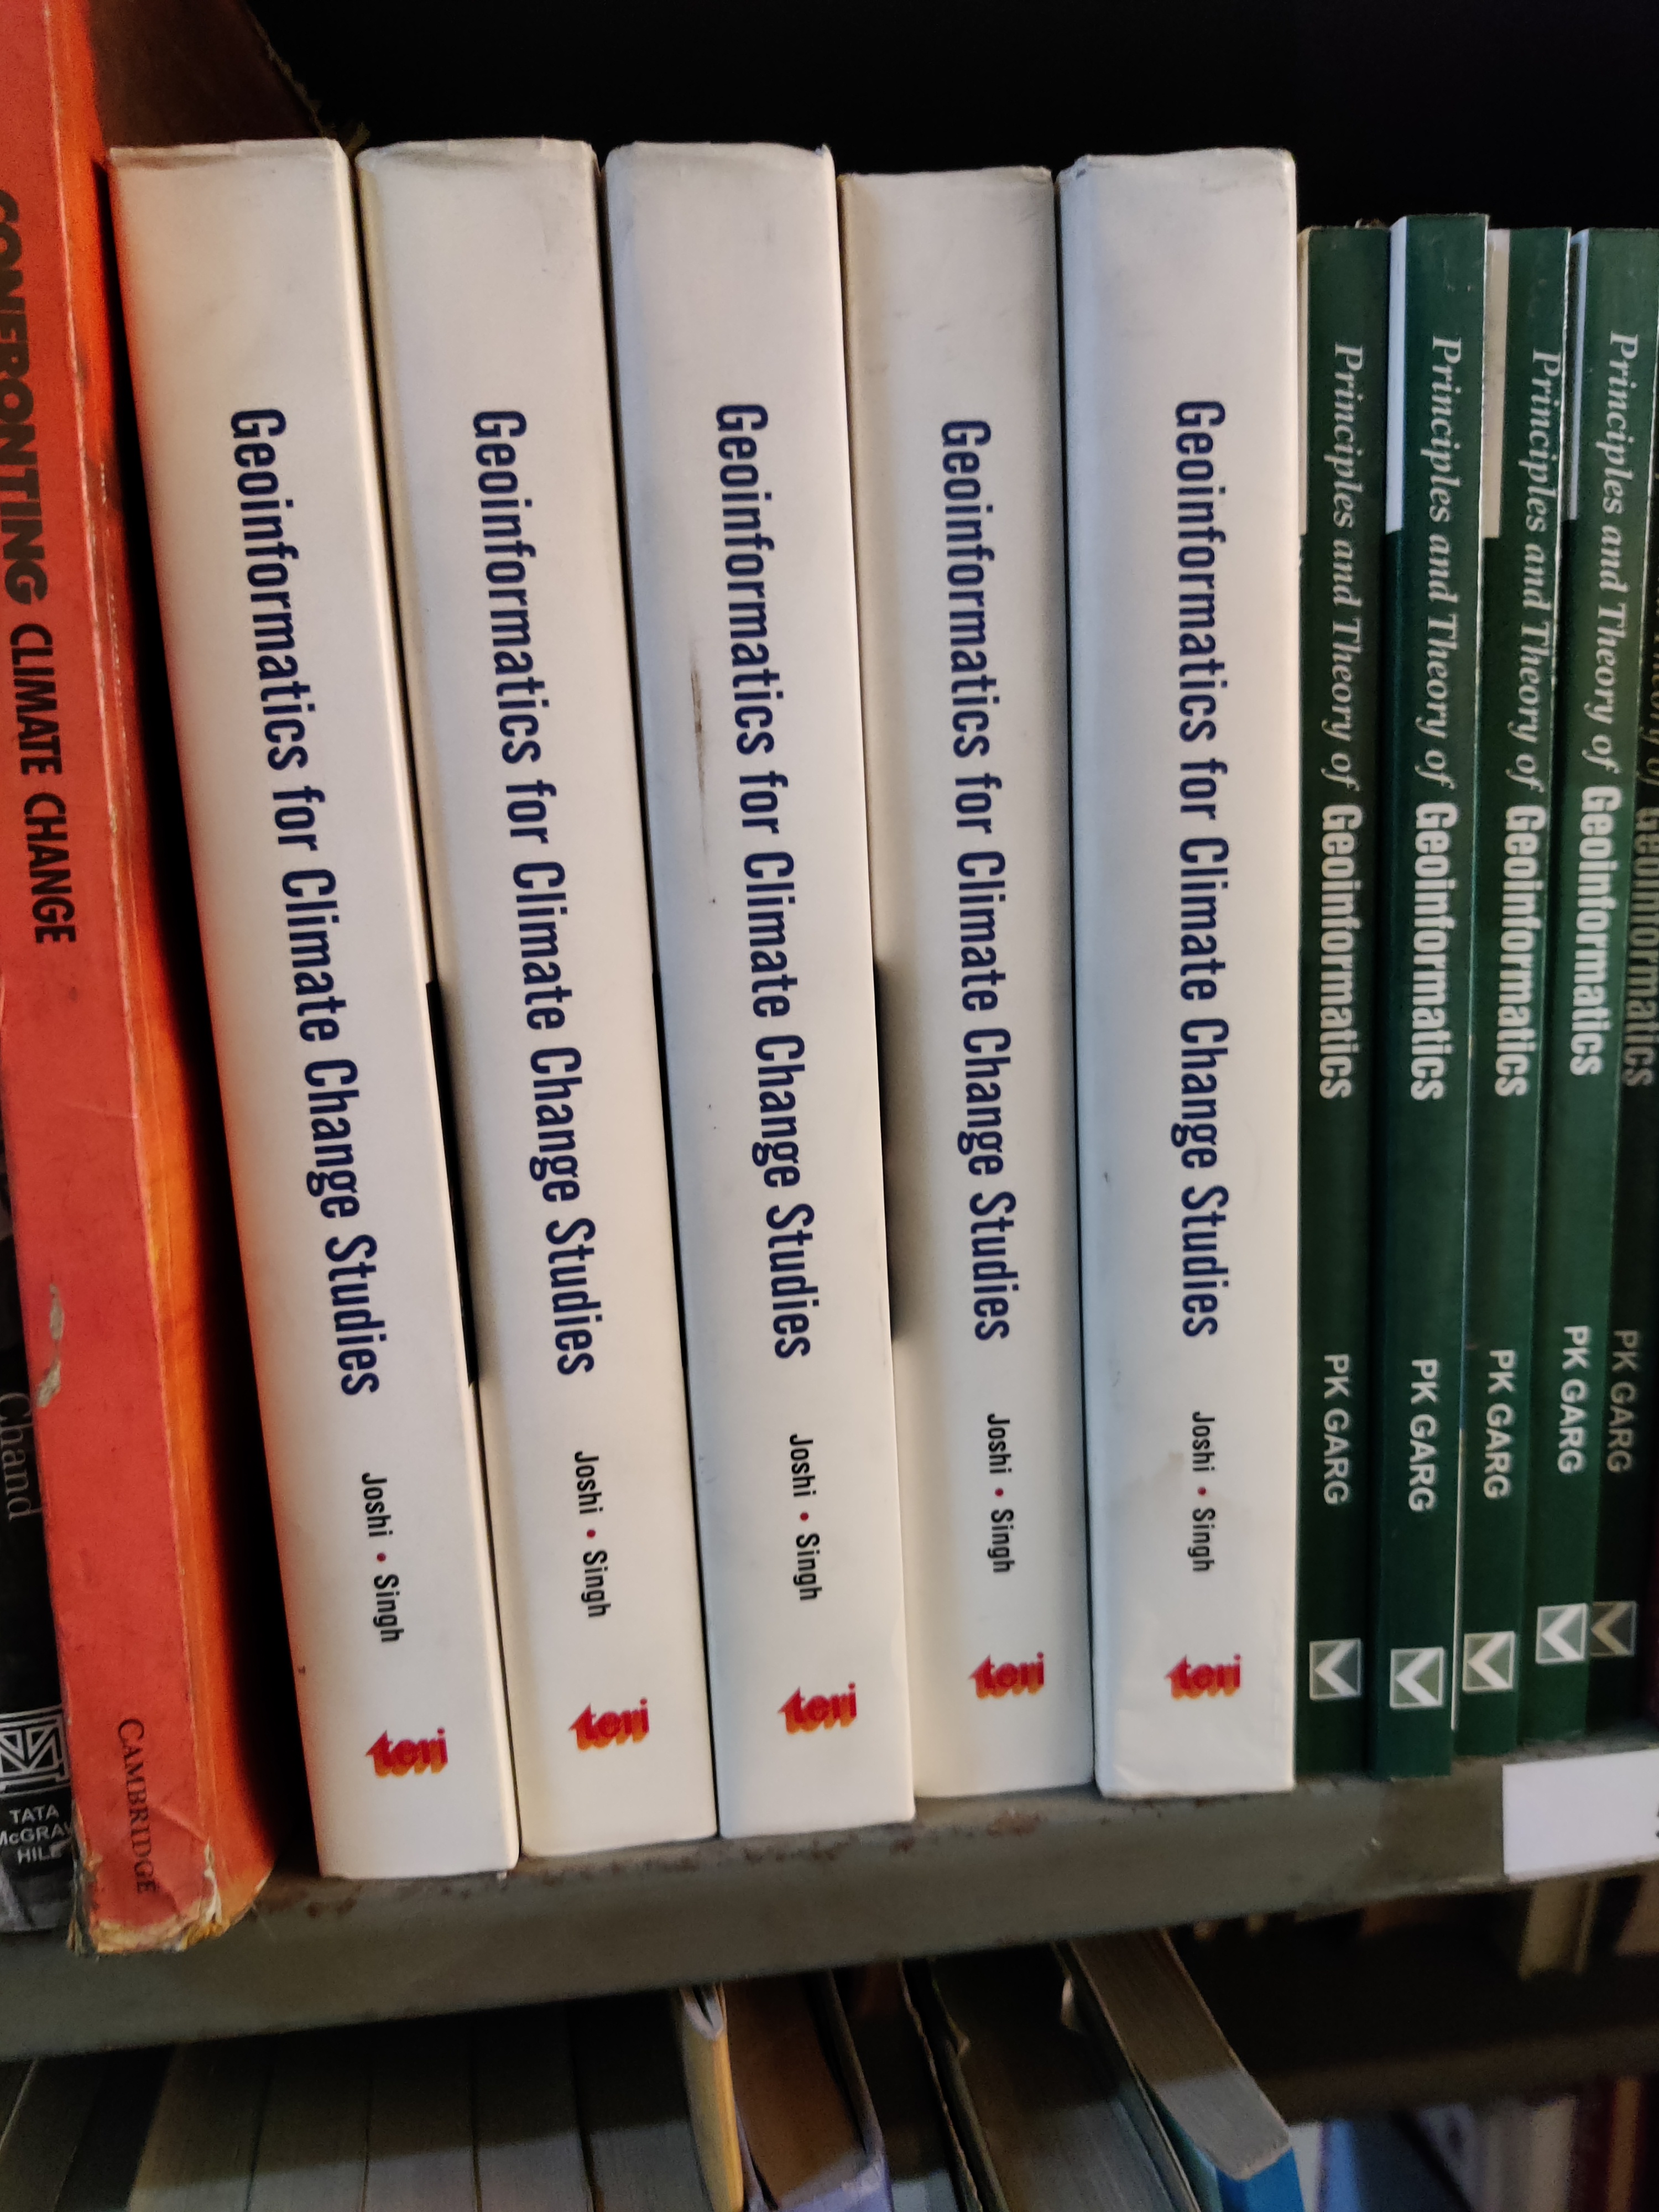 Chand
TATA
McGRAW
HILL
CONFRONTING CLIMATE CHANGE
CAMBRIDGE
Geoinformatics for Climate Change Studies
Joshi • Singh
teri
Geoinformatics for Climate Change Studies
Joshi • Singh
teri
Geoinformatics for Climate Change Studies
Joshi • Singh
teri
Geoinformatics for Climate Change Studies
Joshi • Singh
teri
Geoinformatics for Climate Change Studies
Joshi • Singh
teri
Principles and Theory of Geoinformatics
PK GARG
Principles and Theory of Geoinformatics
PK GARG
Principles and Theory of Geoinformatics
PK GARG
Principles and Theory of Geoinformatics
PK GARG
Theory of Geoinformatics
PK GARG